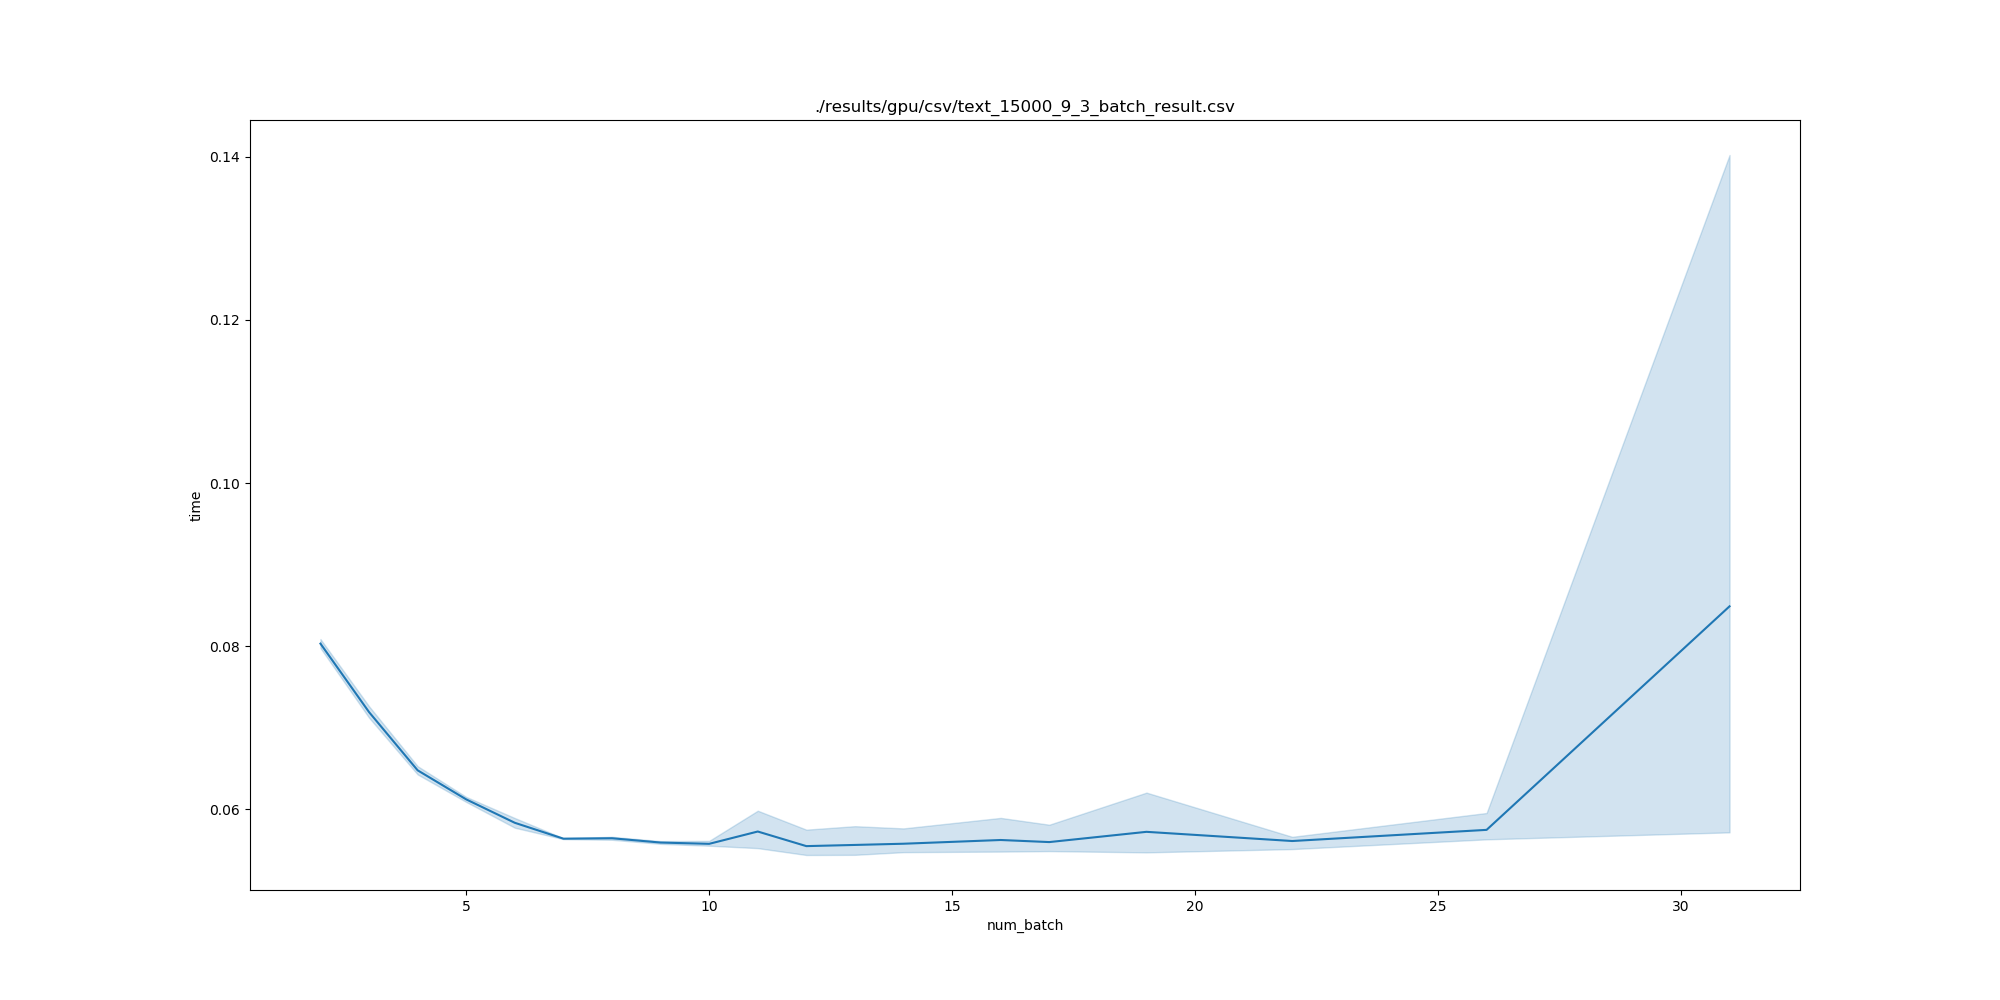 ./results/gpu/csv/text_15000_9_3_batch_result.csv
0.14
0.12
0.10
0.08
0.06
time
5 10 15 20 25 30
num_batch